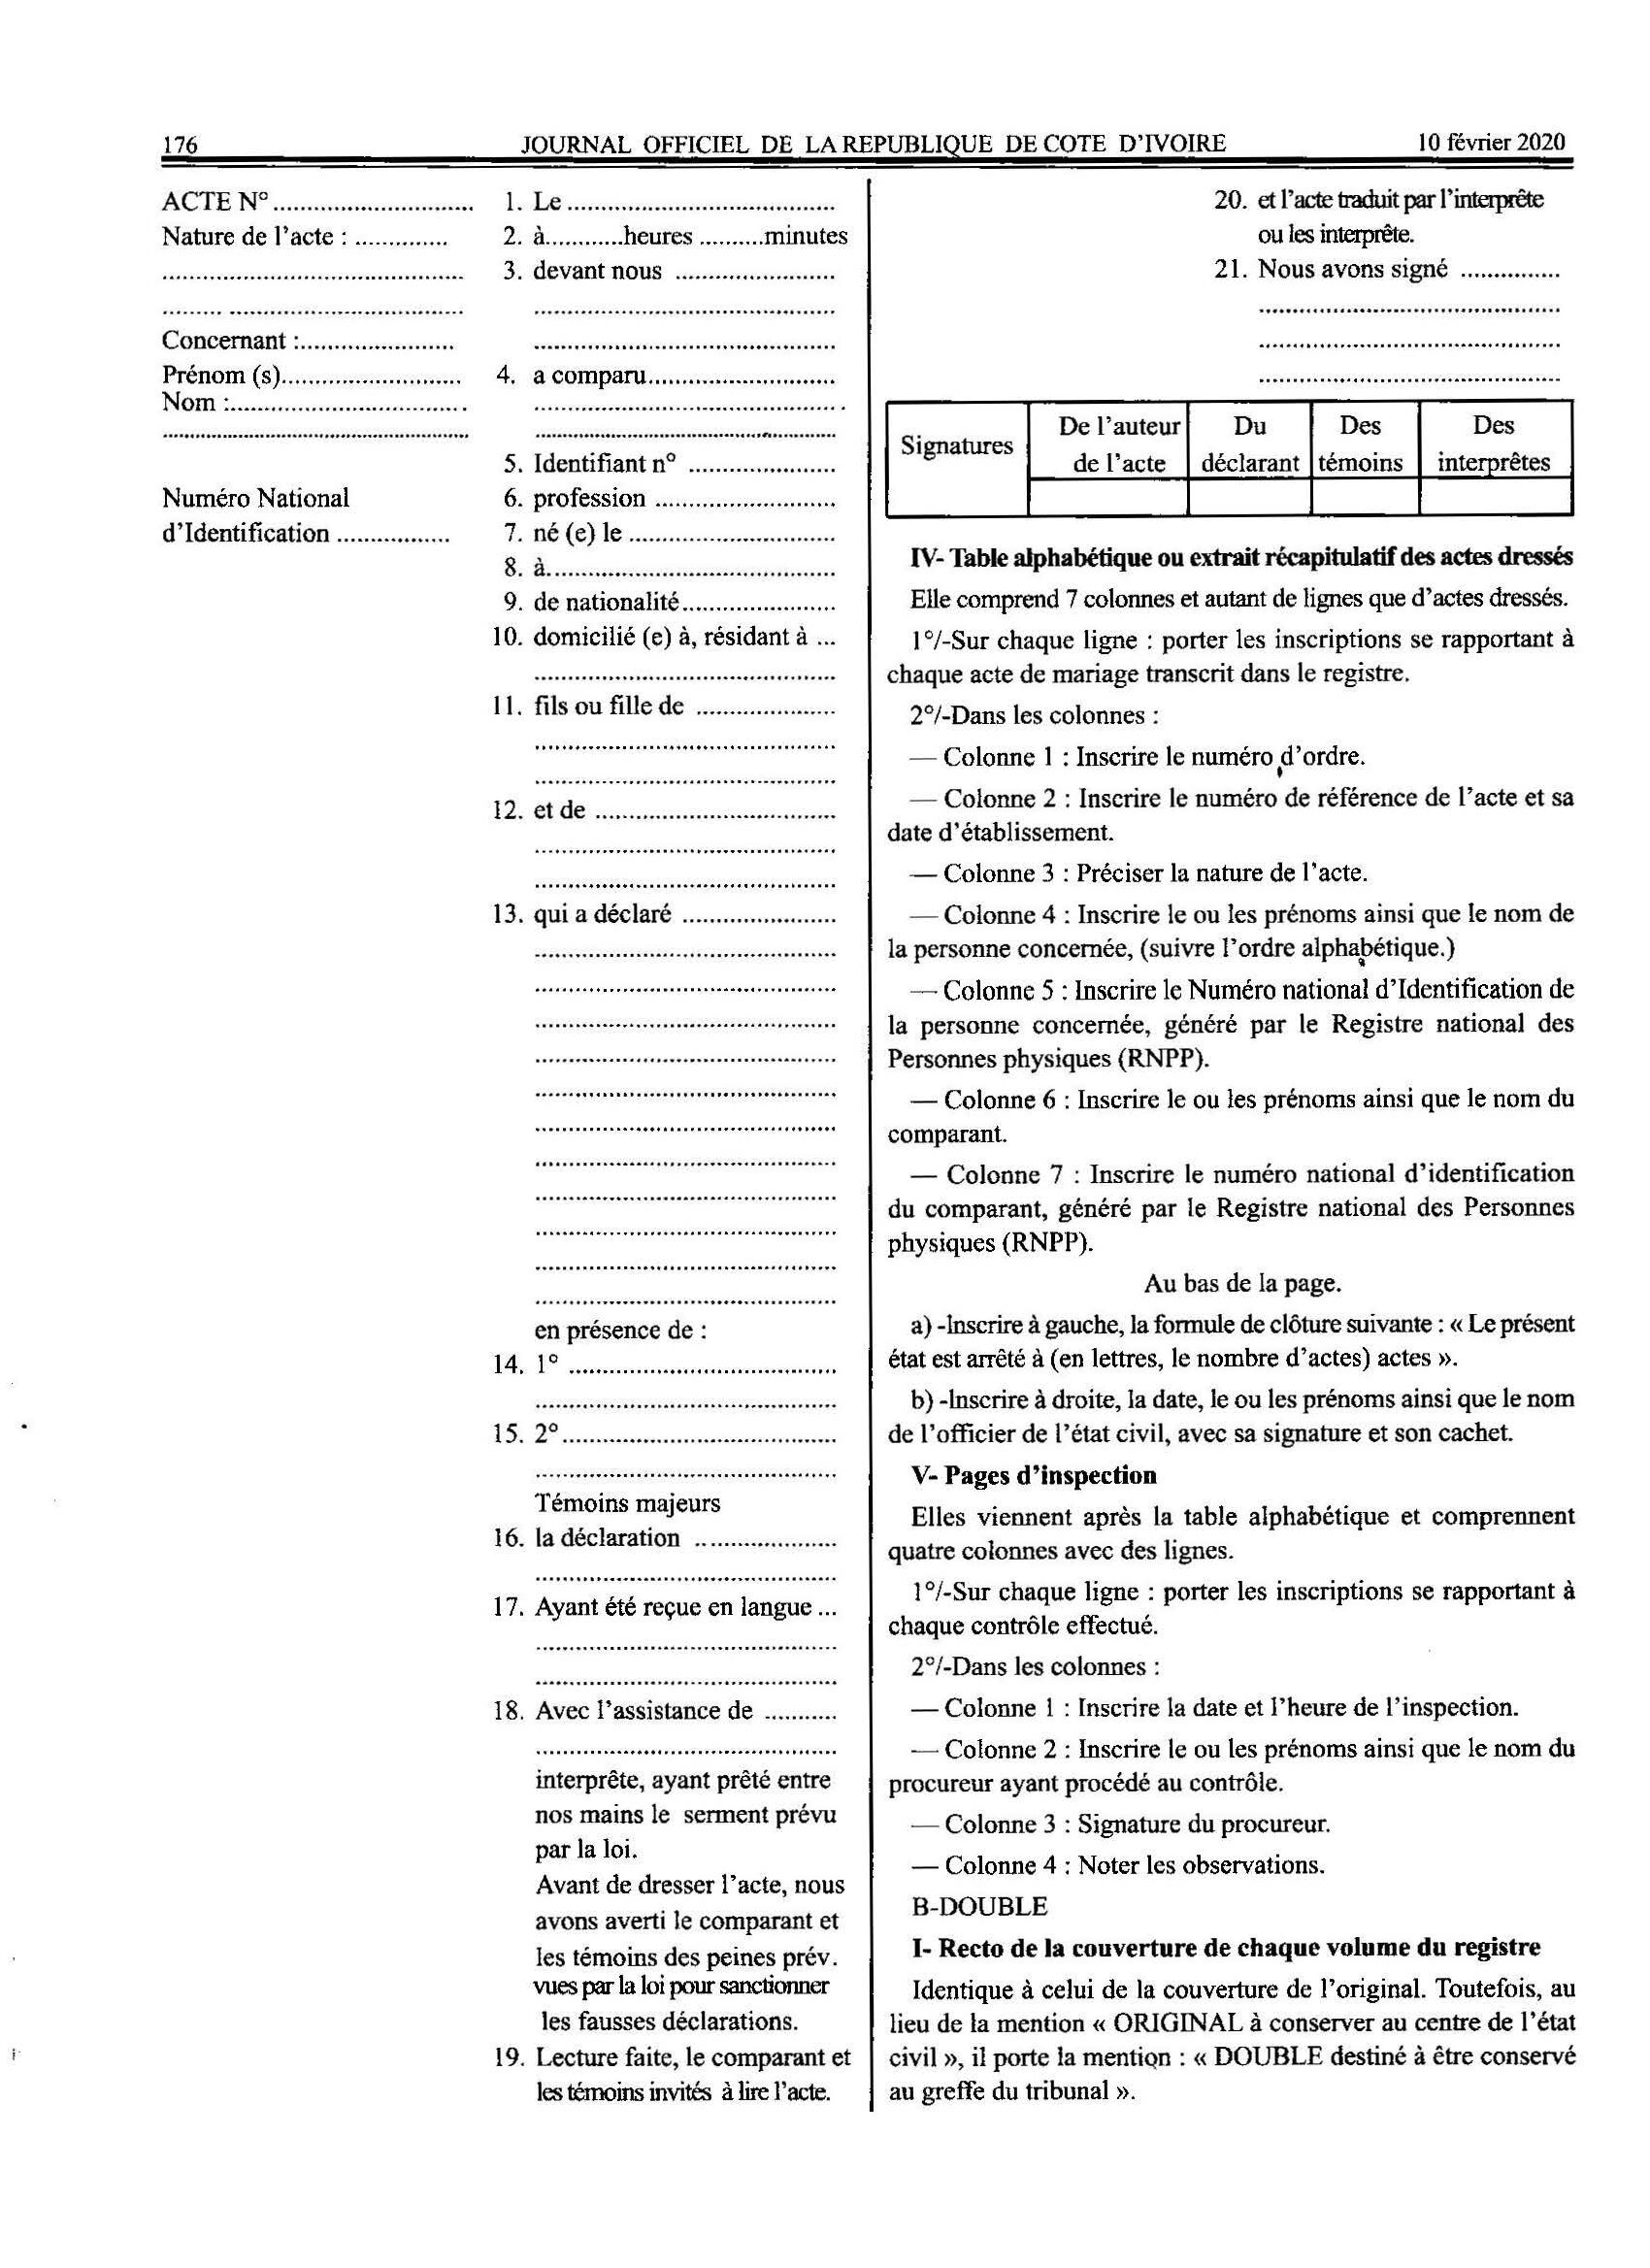 176 JOURNAL OFFICIEL DE LA REPUBLIQUE DE COTE D'IVOIRE 10 février 2020
ACTE N° ..............................
Nature de l'acte : ..............
.............................................
........ ...................................
Concernant :.......................
Prénom (s)...........................
Nom :...................................
..............................................
Numéro National
d'Identification .................
1. Le ........................................
2. à...........heures ..........minutes
3. devant nous ........................
.............................................
.............................................
4. a comparu............................
..............................................
.............................................
5. Identifiant n° ......................
6. profession ...........................
7. né (e) le ...............................
8. à...........................................
9. de nationalité.......................
10. domicilié (e) à, résidant à ...
.............................................
11. fils ou fille de .....................
.............................................
.............................................
12. et de ....................................
.............................................
.............................................
13. qui a déclaré .......................
.............................................
.............................................
.............................................
.............................................
.............................................
.............................................
.............................................
.............................................
.............................................
.............................................
.............................................
en présence de :
14. 1° ........................................
.............................................
15. 2°.........................................
.............................................
Témoins majeurs
16. la déclaration .....................
.............................................
17. Ayant été reçue en langue ...
.............................................
.............................................
18. Avec l'assistance de ...........
.............................................
interprête, ayant prêté entre
nos mains le serment prévu
par la loi.
Avant de dresser l'acte, nous
avons averti le comparant et
les témoins des peines prév.
vues par la loi pour sanctionner
les fausses déclarations.
19. Lecture faite, le comparant et
les témoins invités à lire l'acte.
20. et l'acte traduit par l'interprête
ou les interprête.
21. Nous avons signé ...............
.............................................
.............................................
.............................................
Signatures De l'auteur Du Des Des
de l'acte déclarant témoins interprêtes
IV- Table alphabétique ou extrait récapitulatif des actes dressés
Elle comprend 7 colonnes et autant de lignes que d'actes dressés.
1°/-Sur chaque ligne : porter les inscriptions se rapportant à
chaque acte de mariage transcrit dans le registre.
2°/-Dans les colonnes :
— Colonne 1 : Inscrire le numéro d'ordre.
— Colonne 2 : Inscrire le numéro de référence de l'acte et sa
date d'établissement.
— Colonne 3 : Préciser la nature de l'acte.
— Colonne 4 : Inscrire le ou les prénoms ainsi que le nom de
la personne concernée, (suivre l'ordre alphabétique.)
— Colonne 5 : Inscrire le Numéro national d'Identification de
la personne concernée, généré par le Registre national des
Personnes physiques (RNPP).
— Colonne 6 : Inscrire le ou les prénoms ainsi que le nom du
comparant.
— Colonne 7 : Inscrire le numéro national d'identification
du comparant, généré par le Registre national des Personnes
physiques (RNPP).
Au bas de la page.
a) -Inscrire à gauche, la formule de clôture suivante : « Le présent
état est arrêté à (en lettres, le nombre d'actes) actes ».
b) -Inscrire à droite, la date, le ou les prénoms ainsi que le nom
de l'officier de l'état civil, avec sa signature et son cachet.
V- Pages d'inspection
Elles viennent après la table alphabétique et comprennent
quatre colonnes avec des lignes.
1°/-Sur chaque ligne : porter les inscriptions se rapportant à
chaque contrôle effectué.
2°/-Dans les colonnes :
— Colonne 1 : Inscrire la date et l'heure de l'inspection.
— Colonne 2 : Inscrire le ou les prénoms ainsi que le nom du
procureur ayant procédé au contrôle.
— Colonne 3 : Signature du procureur.
— Colonne 4 : Noter les observations.
B-DOUBLE
I- Recto de la couverture de chaque volume du registre
Identique à celui de la couverture de l'original. Toutefois, au
lieu de la mention « ORIGINAL à conserver au centre de l'état
civil », il porte la mention : « DOUBLE destiné à être conservé
au greffe du tribunal ».